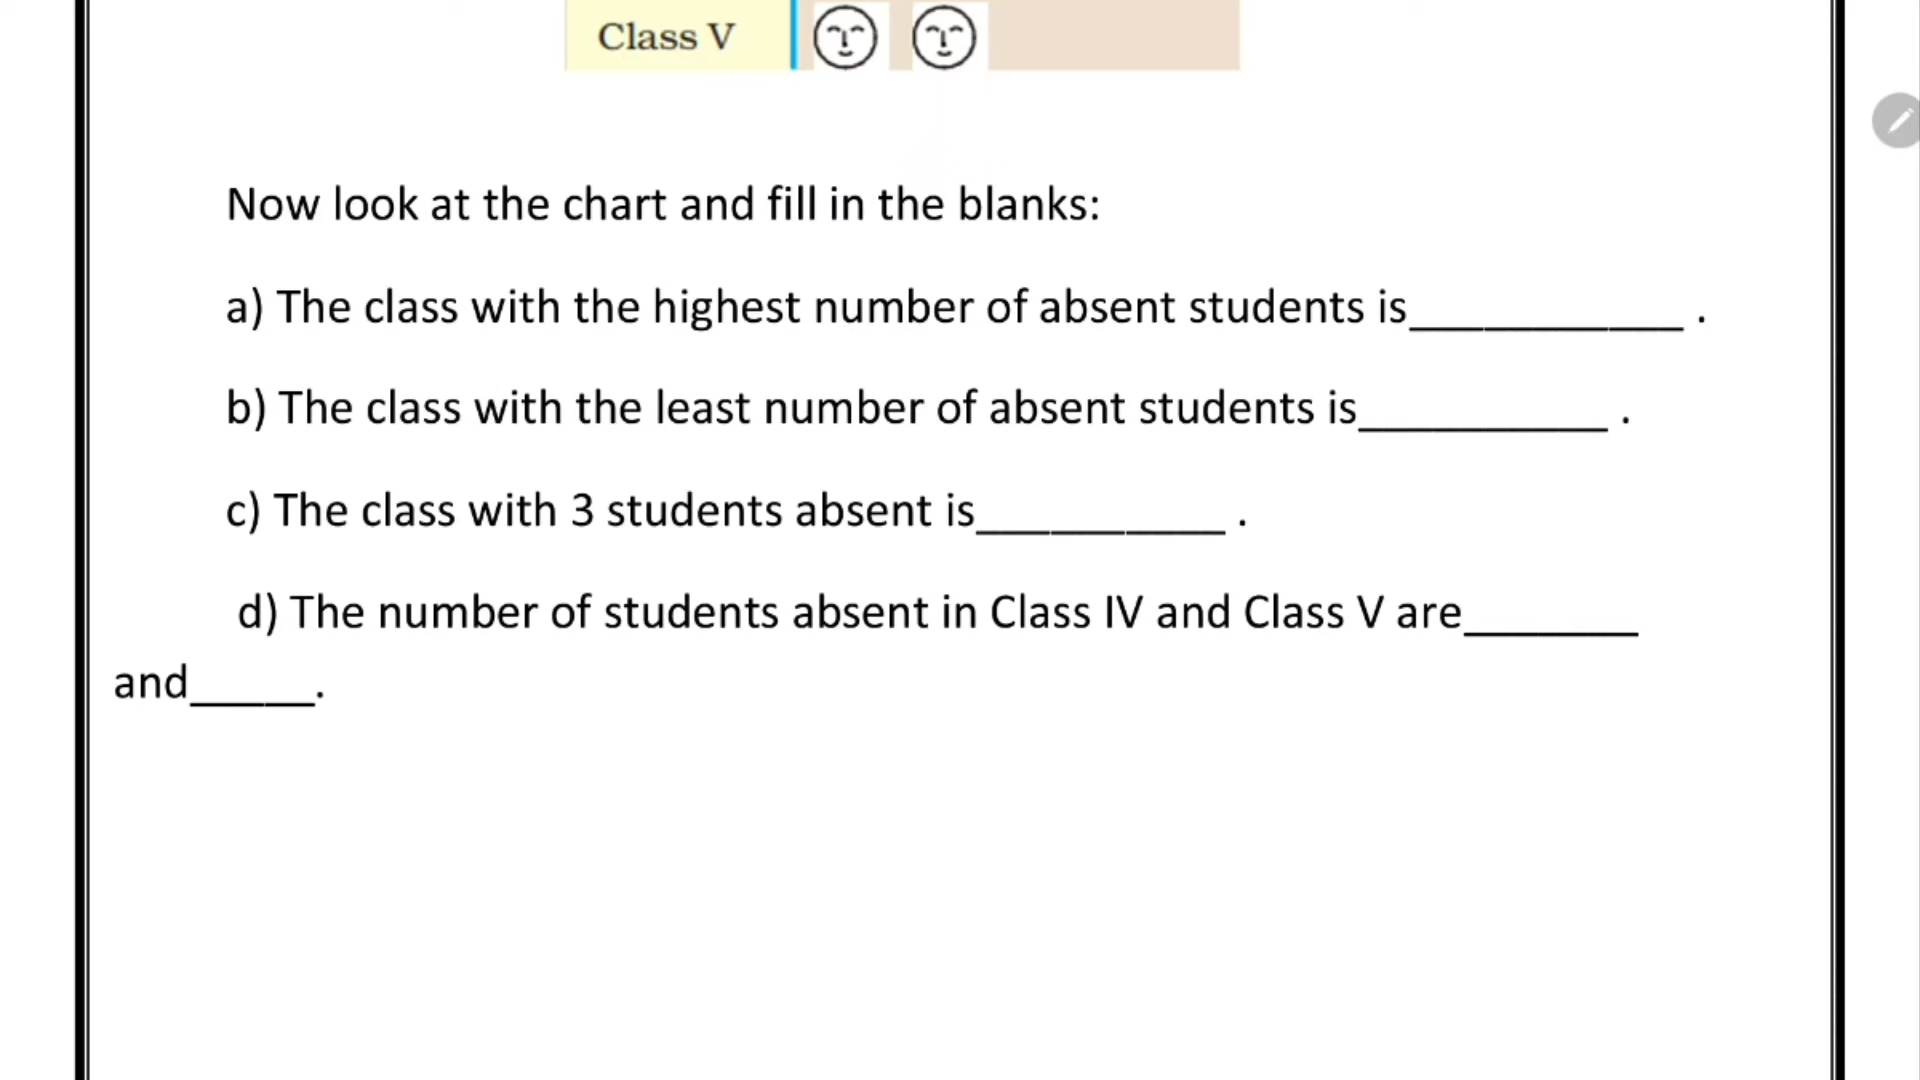 Class V
Now look at the chart and fill in the blanks:
a) The class with the highest number of absent students is___________ .
b) The class with the least number of absent students is__________ .
c) The class with 3 students absent is__________ .
d) The number of students absent in Class IV and Class V are_______
and_____.